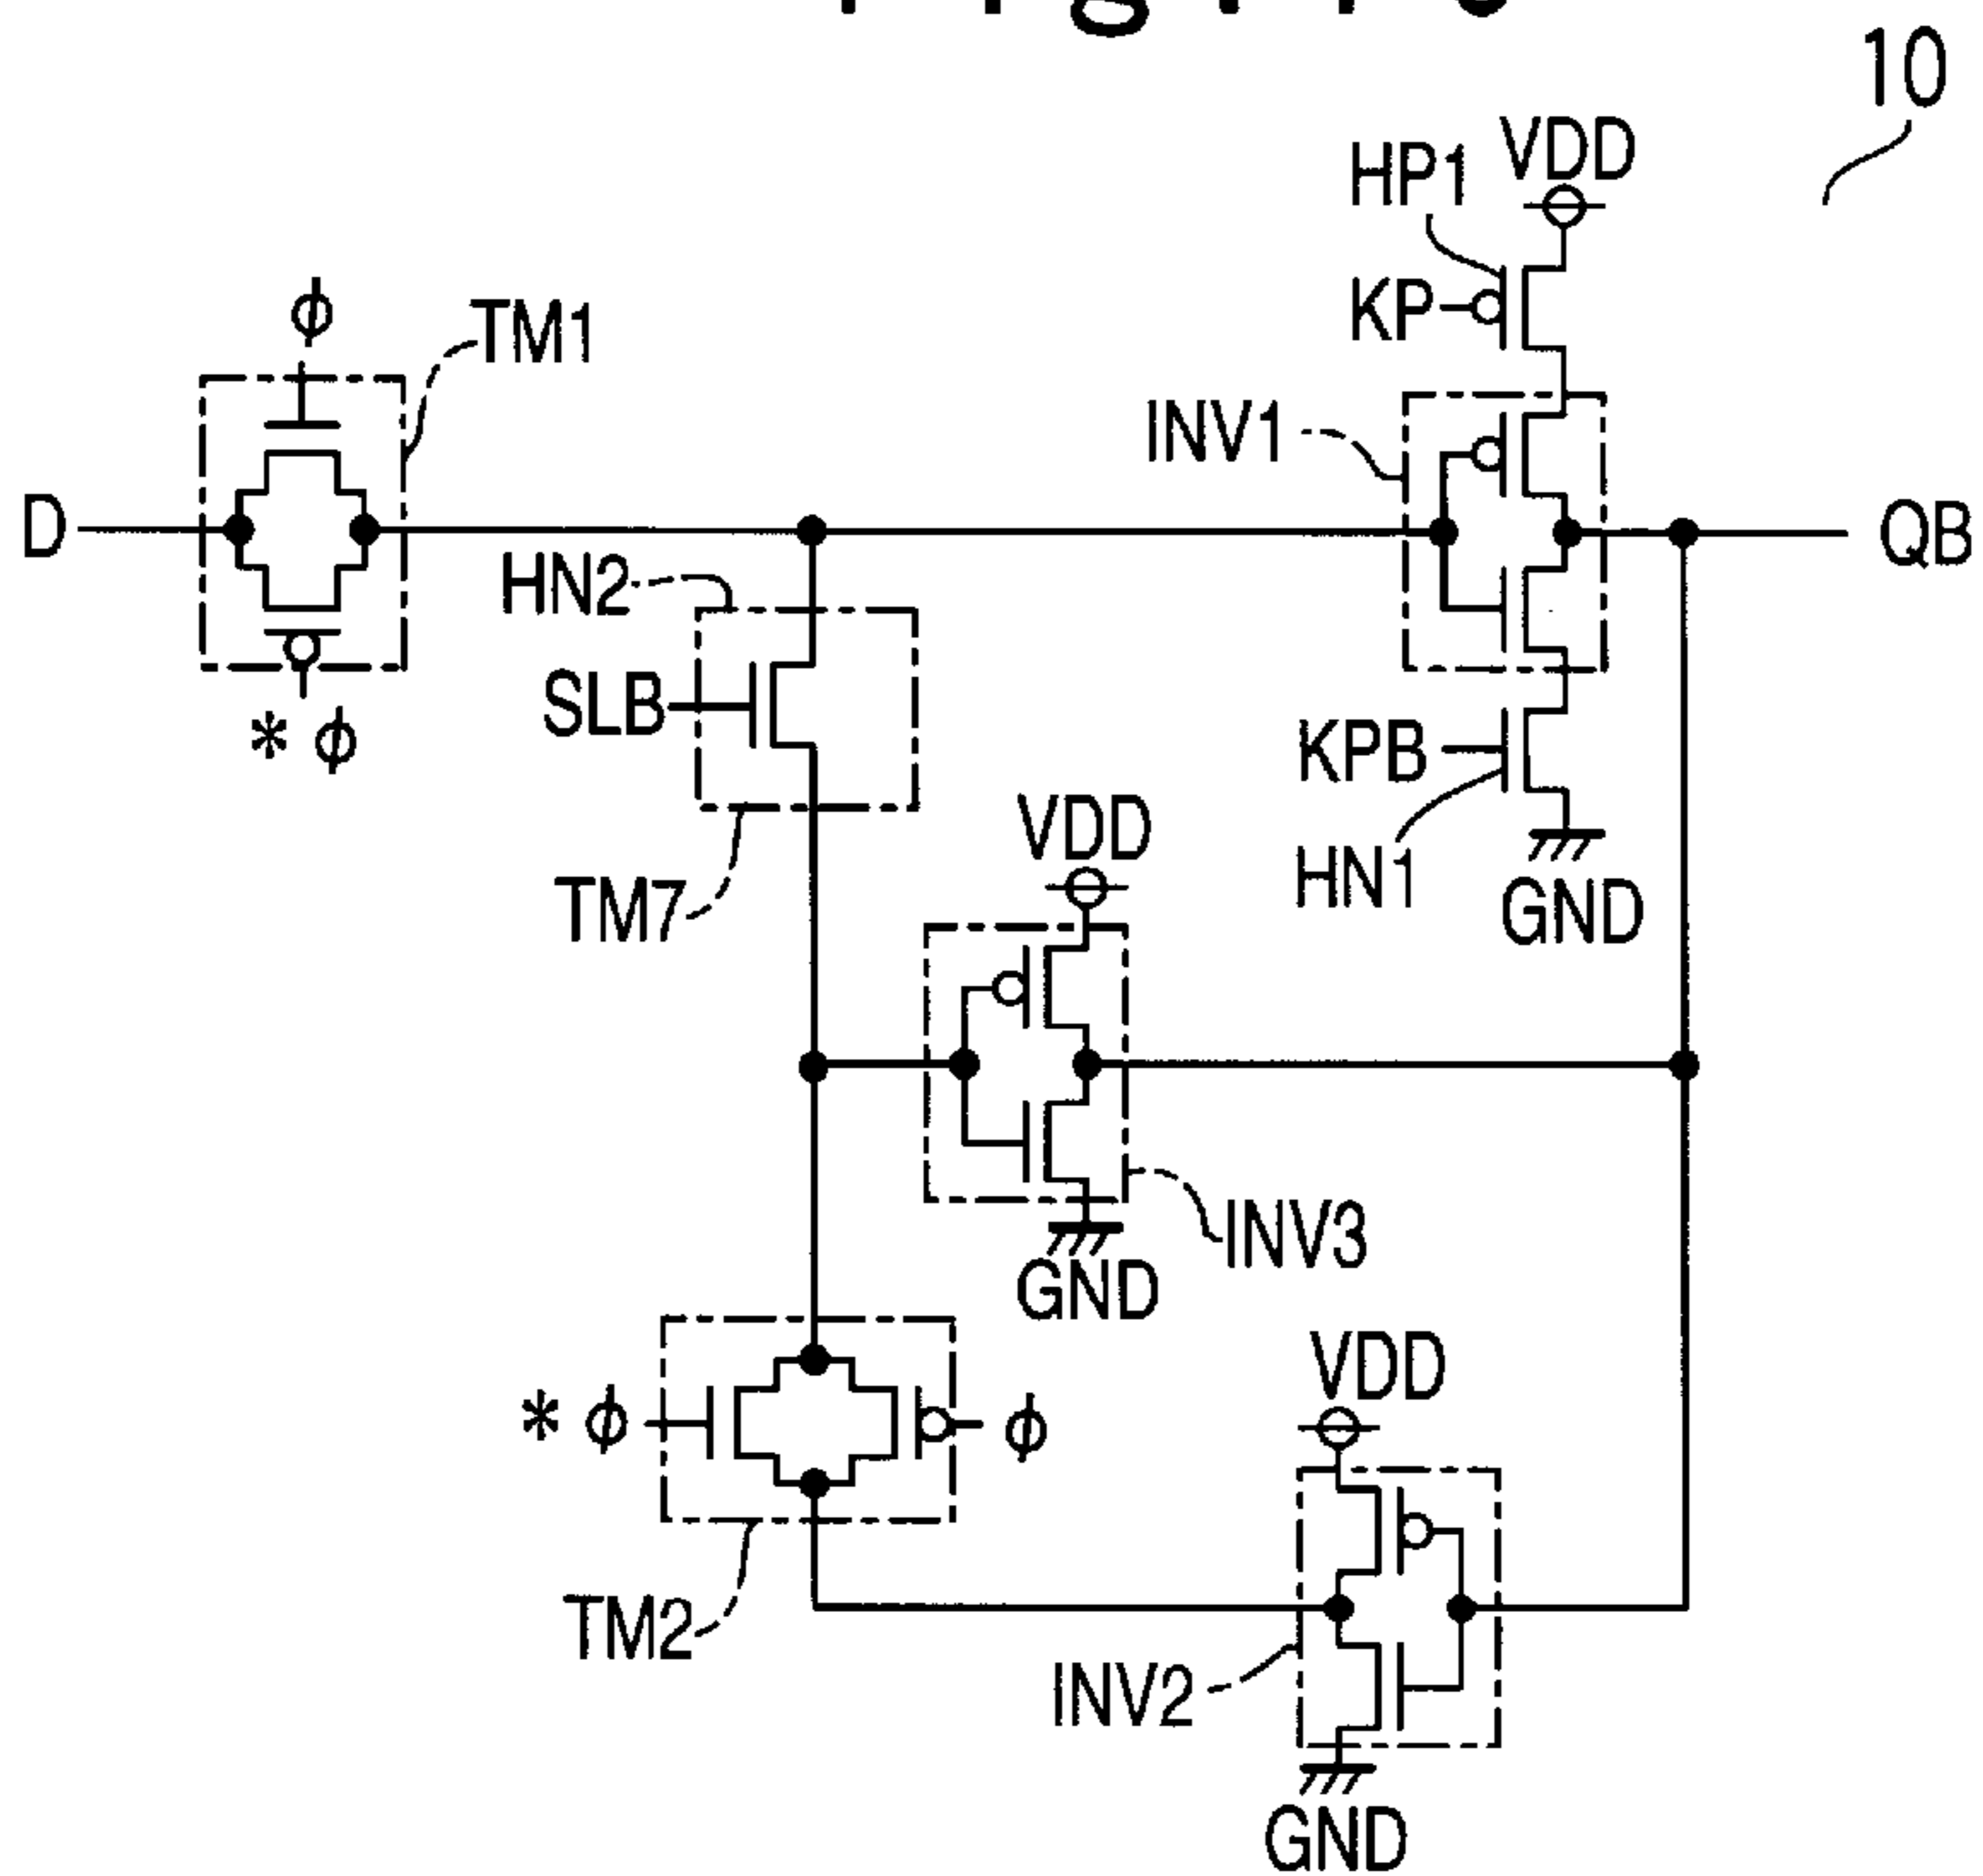 10
VDD
HP1
KP
ϕ
TM1
INV1
D
QB
HN2
SLB
* ϕ
KPB
VDD
HN1
TM7
GND
INV3
GND
VDD
* ϕ
ϕ
TM2
INV2
GND